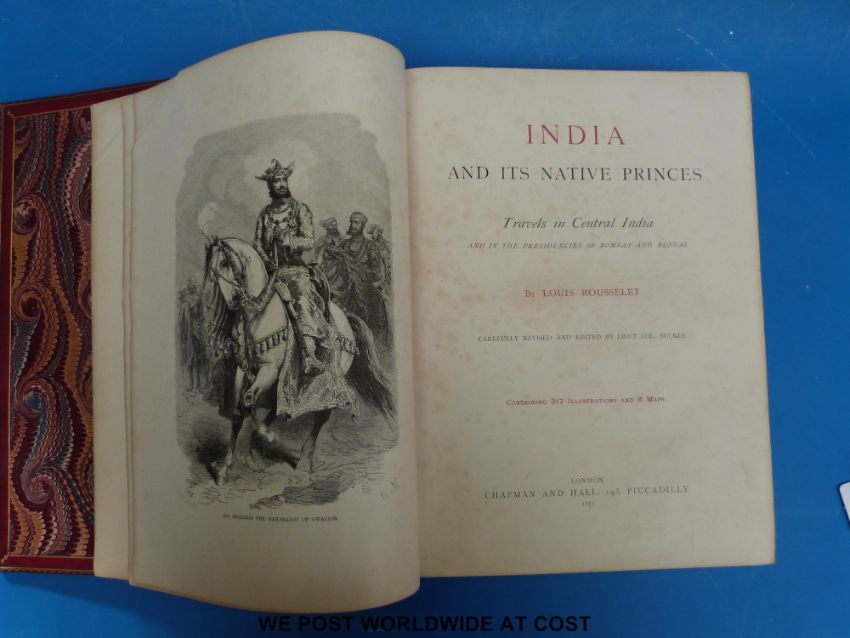 HIS HIGHNESS THE MAHARAJAH OF GWALIOR.
INDIA
AND ITS NATIVE PRINCES
Travels in Central India
AND IN THE PRESIDENCIES OF BOMBAY AND BENGAL
By LOUIS ROUSSELET
CAREFULLY REVISED AND EDITED BY LIEUT.-COL. BUCKLE
Containing 317 Illustrations and 6 Maps
LONDON
CHAPMAN AND HALL, 193, PICCADILLY
WE POST WORLDWIDE AT COST